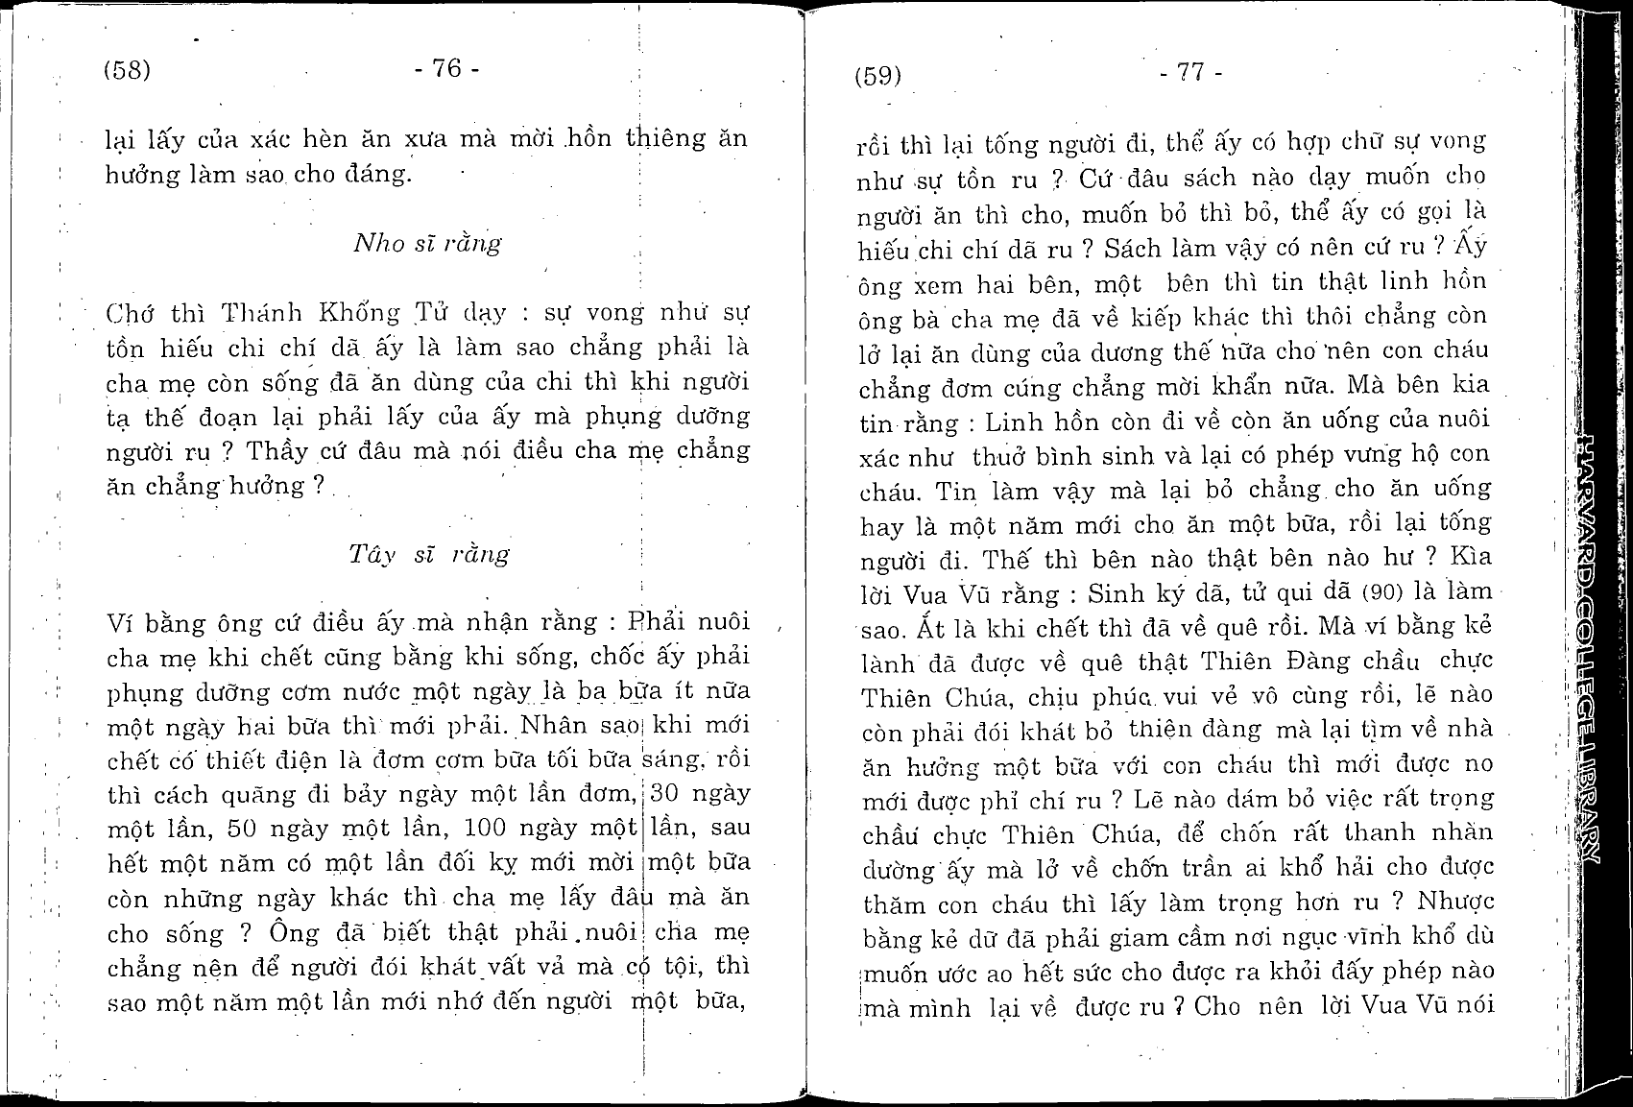 (58)
- 76 -
lại lấy của xác hèn ăn xưa mà mời hồn thiêng ăn
hưởng làm sao cho đáng.
Nho sĩ rằng
Chớ thì Thánh Khổng Tử dạy : sự vong như sự
tồn hiếu chi chí dã ấy là làm sao chẳng phải là
cha mẹ còn sống đã ăn dùng của chi thì khi người
tạ thế đoạn lại phải lấy của ấy mà phụng dưỡng
người ru ? Thầy cứ đâu mà nói điều cha mẹ chẳng
ăn chẳng hưởng ?
Tây sĩ rằng
Ví bằng ông cứ điều ấy mà nhận rằng : Phải nuôi
cha mẹ khi chết cũng bằng khi sống, chốc ấy phải
phụng dưỡng cơm nước một ngày là ba bữa ít nữa
một ngày hai bữa thì mới phải. Nhân sao khi mới
chết có thiết điện là đơm cơm bữa tối bữa sáng, rồi
thì cách quãng đi bảy ngày một lần đơm, 30 ngày
một lần, 50 ngày một lần, 100 ngày một lần, sau
hết một năm có một lần đối kỵ mới mời một bữa
còn những ngày khác thì cha mẹ lấy đâu mà ăn
cho sống ? Ông đã biết thật phải nuôi cha mẹ
chẳng nên để người đói khát vất vả mà có tội, thì
sao một năm một lần mới nhớ đến người một bữa,
(59)
- 77 -
rồi thì lại tống người đi, thể ấy có hợp chữ sự vong
như sự tồn ru ? Cứ đâu sách nào dạy muốn cho
người ăn thì cho, muốn bỏ thì bỏ, thể ấy có gọi là
hiếu chi chí dã ru ? Sách làm vậy có nên cứ ru ? Ấy
ông xem hai bên, một bên thì tin thật linh hồn
ông bà cha mẹ đã về kiếp khác thì thôi chẳng còn
lở lại ăn dùng của dương thế nữa cho nên con cháu
chẳng đơm cúng chẳng mời khẩn nữa. Mà bên kia
tin rằng : Linh hồn còn đi về còn ăn uống của nuôi
xác như thuở bình sinh và lại có phép vưng hộ con
cháu. Tin làm vậy mà lại bỏ chẳng cho ăn uống
hay là một năm mới cho ăn một bữa, rồi lại tống
người đi. Thế thì bên nào thật bên nào hư ? Kìa
lời Vua Vũ rằng : Sinh ký dã, tử qui dã (90) là làm
sao. Ắt là khi chết thì đã về quê rồi. Mà ví bằng kẻ
lành đã được về quê thật Thiên Đàng chầu chực
Thiên Chúa, chịu phúc vui vẻ vô cùng rồi, lẽ nào
còn phải đói khát bỏ thiện đàng mà lại tìm về nhà
ăn hưởng một bữa với con cháu thì mới được no
mới được phỉ chí ru ? Lẽ nào dám bỏ việc rất trọng
chầu chực Thiên Chúa, để chốn rất thanh nhàn
dường ấy mà lở về chốn trần ai khổ hải cho được
thăm con cháu thì lấy làm trọng hơn ru ? Nhược
bằng kẻ dữ đã phải giam cầm nơi ngục vĩnh khổ dù
muốn ước ao hết sức cho được ra khỏi đấy phép nào
mà mình lại về được ru ? Cho nên lời Vua Vũ nói
HARVARD COLLEGE LIBRARY